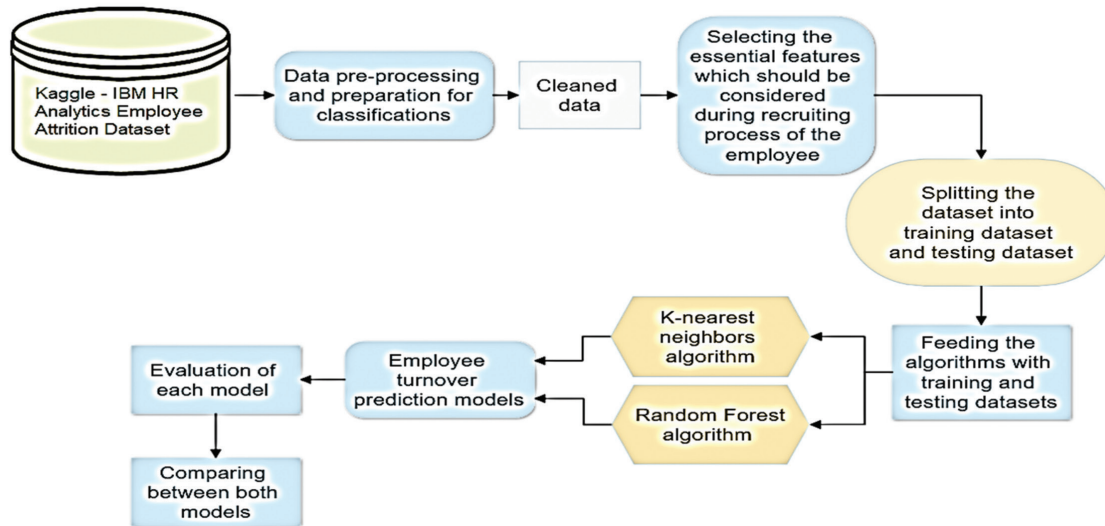 Kaggle - IBM HR
Analytics Employee
Attrition Dataset
Data pre-processing
and preparation for
classifications
Cleaned
data
Selecting the
essential features
which should be
considered
during recruiting
process of the
employee
Splitting the
dataset into
training dataset
and testing dataset
Feeding the
algorithms with
training and
testing datasets
K-nearest
neighbors
algorithm
Random Forest
algorithm
Employee
turnover
prediction models
Evaluation of
each model
Comparing
between both
models